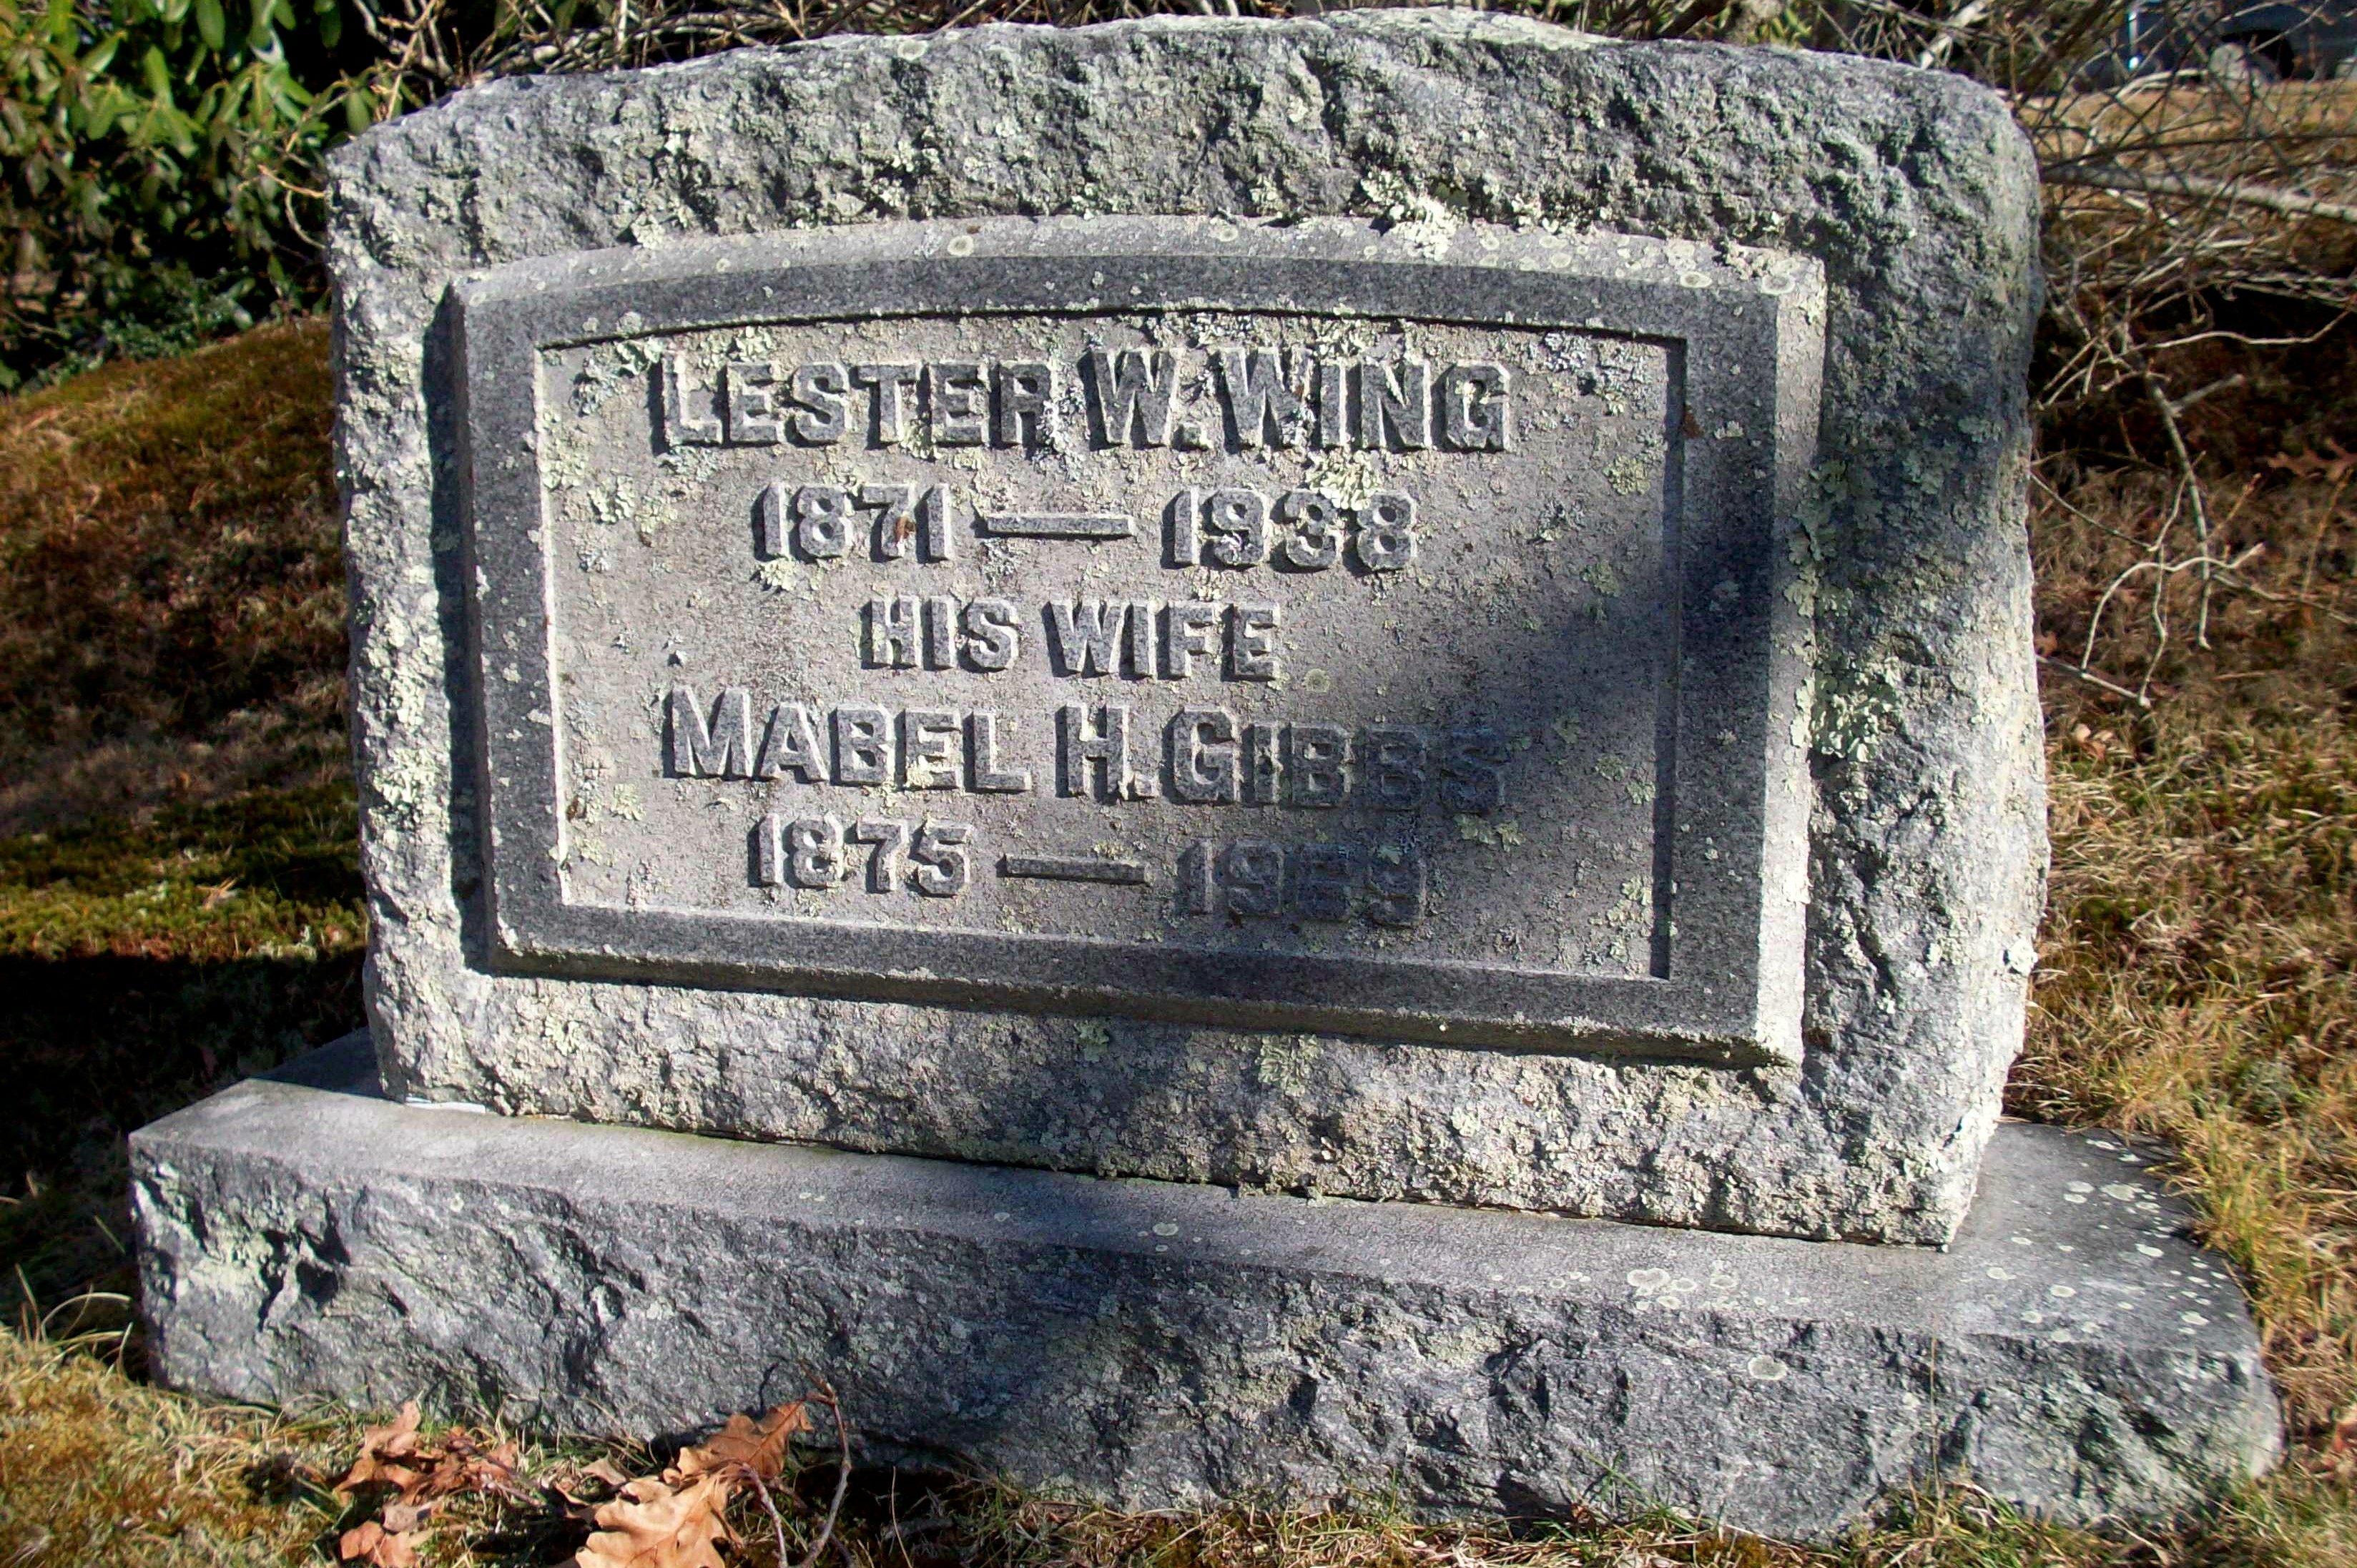 LESTER W. WING
1871 — 1938
HIS WIFE
MABEL H. GIBBS
1875 —